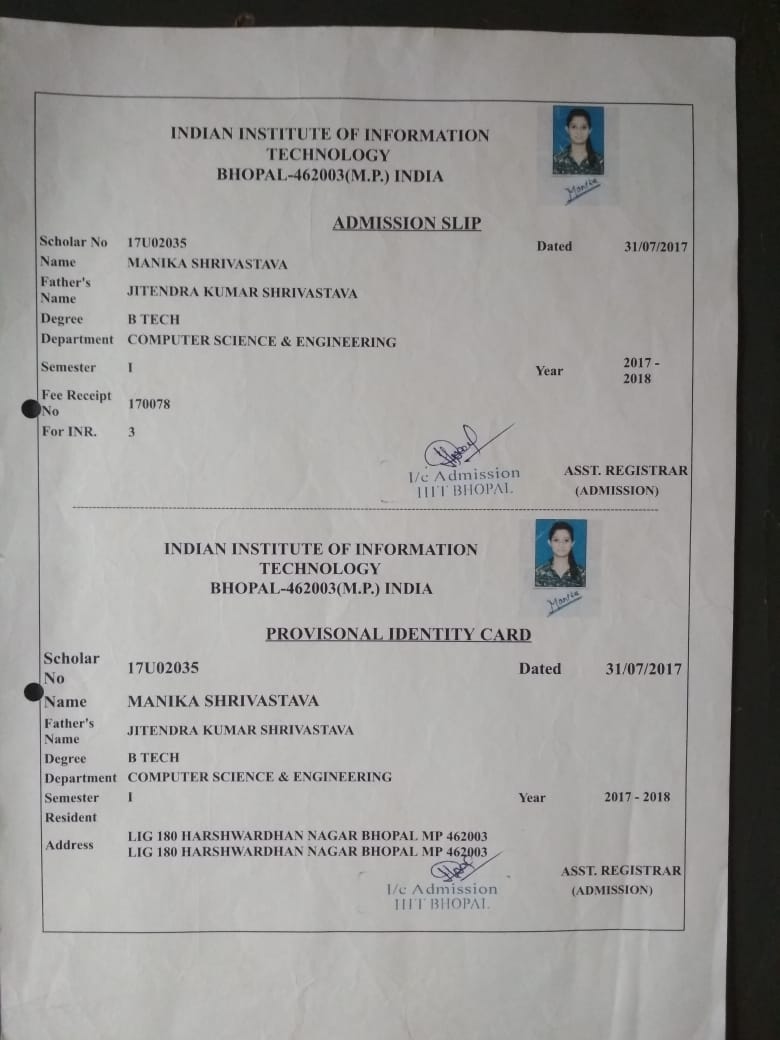 INDIAN INSTITUTE OF INFORMATION
TECHNOLOGY
BHOPAL-462003(M.P.) INDIA
Manika
ADMISSION SLIP
Scholar No 17U02035 Dated 31/07/2017
Name MANIKA SHRIVASTAVA
Father's
Name JITENDRA KUMAR SHRIVASTAVA
Degree B TECH
Department COMPUTER SCIENCE & ENGINEERING
Semester I Year 2017 -
2018
Fee Receipt
No 170078
For INR. 3
I/c Admission
IIIT BHOPAL
ASST. REGISTRAR
(ADMISSION)
INDIAN INSTITUTE OF INFORMATION
TECHNOLOGY
BHOPAL-462003(M.P.) INDIA
Manika
PROVISONAL IDENTITY CARD
Scholar
No 17U02035 Dated 31/07/2017
Name MANIKA SHRIVASTAVA
Father's
Name JITENDRA KUMAR SHRIVASTAVA
Degree B TECH
Department COMPUTER SCIENCE & ENGINEERING
Semester I Year 2017 - 2018
Resident
Address LIG 180 HARSHWARDHAN NAGAR BHOPAL MP 462003
LIG 180 HARSHWARDHAN NAGAR BHOPAL MP 462003
I/c Admission
IIIT BHOPAL
ASST. REGISTRAR
(ADMISSION)